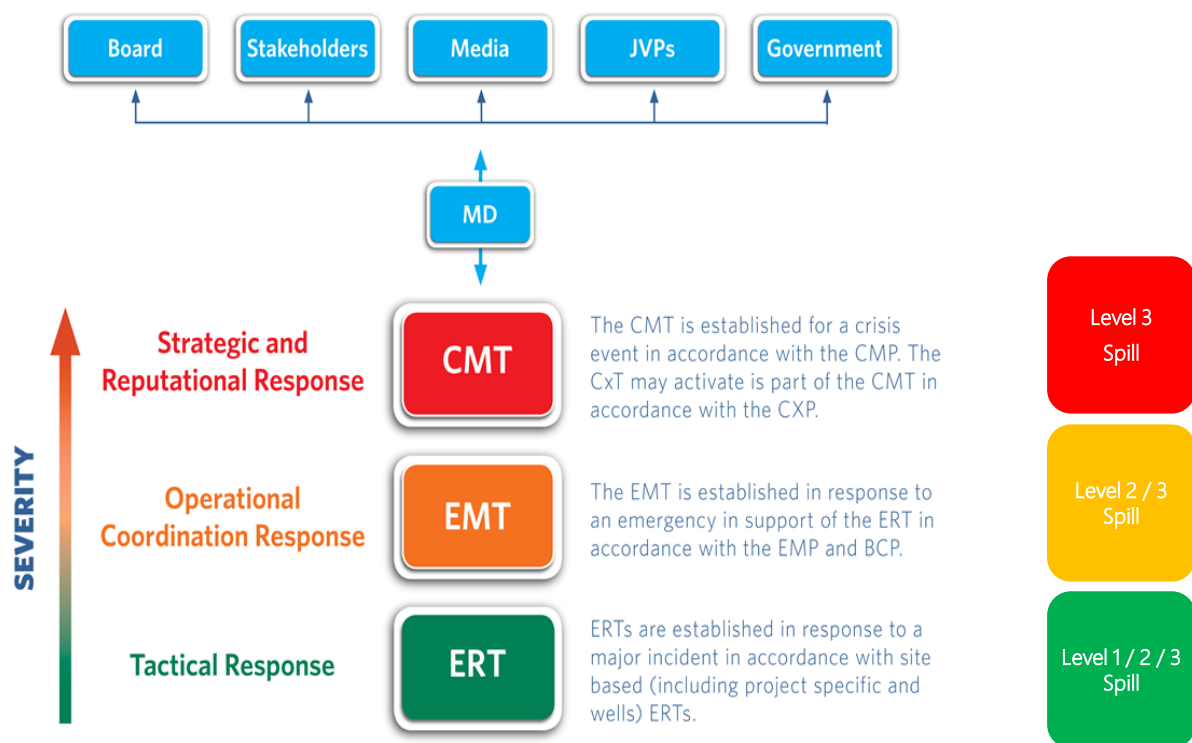 Board
Stakeholders
Media
JVPs
Government
MD
SEVERITY
Strategic and
Reputational Response
CMT
The CMT is established for a crisis
event in accordance with the CMP. The
CxT may activate is part of the CMT in
accordance with the CXP.
Level 3
Spill
Operational
Coordination Response
EMT
The EMT is established in response to
an emergency in support of the ERT in
accordance with the EMP and BCP.
Level 2 / 3
Spill
Tactical Response
ERT
ERTs are established in response to a
major incident in accordance with site
based (including project specific and
wells) ERTs.
Level 1 / 2 / 3
Spill